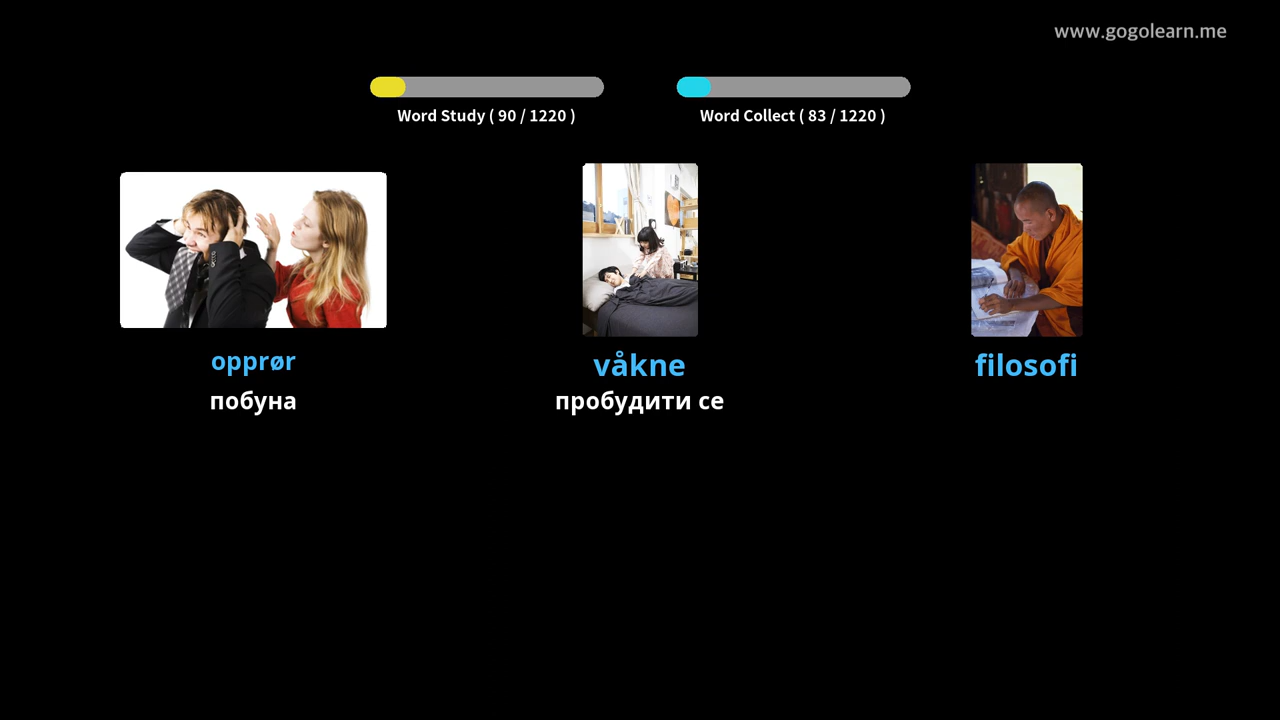 www.gogolearn.me
Word Study ( 90 / 1220 )
Word Collect ( 83 / 1220 )
opprør
våkne
filosofi
побуна
пробудити се